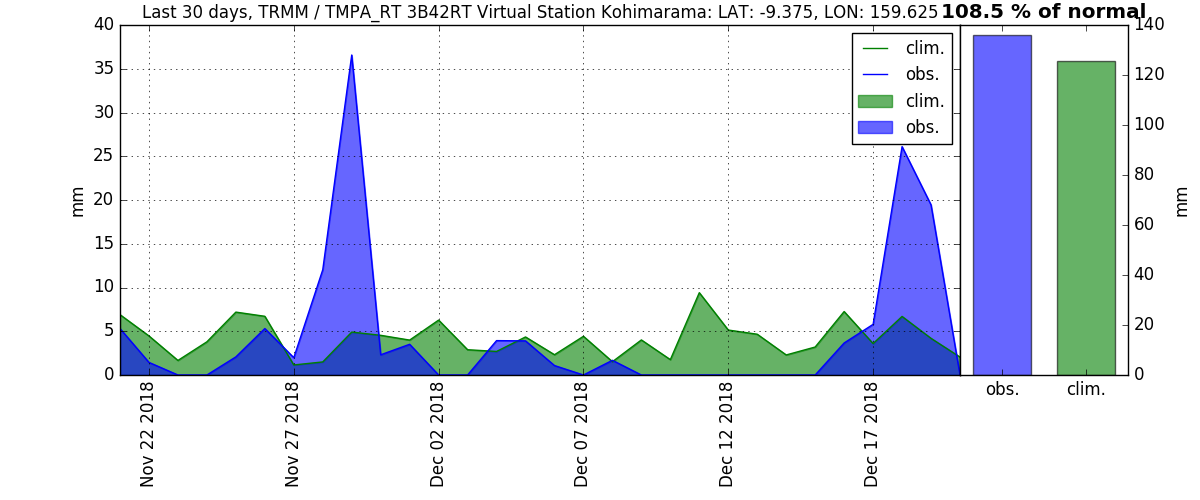 Last 30 days, TRMM / TMPA_RT 3B42RT Virtual Station Kohimarama: LAT: -9.375, LON: 159.625
108.5 % of normal
40
35
30
25
20
15
10
5
0
mm
clim.
obs.
clim.
obs.
140
120
100
80
60
40
20
0
mm
Nov 22 2018
Nov 27 2018
Dec 02 2018
Dec 07 2018
Dec 12 2018
Dec 17 2018
obs.
clim.